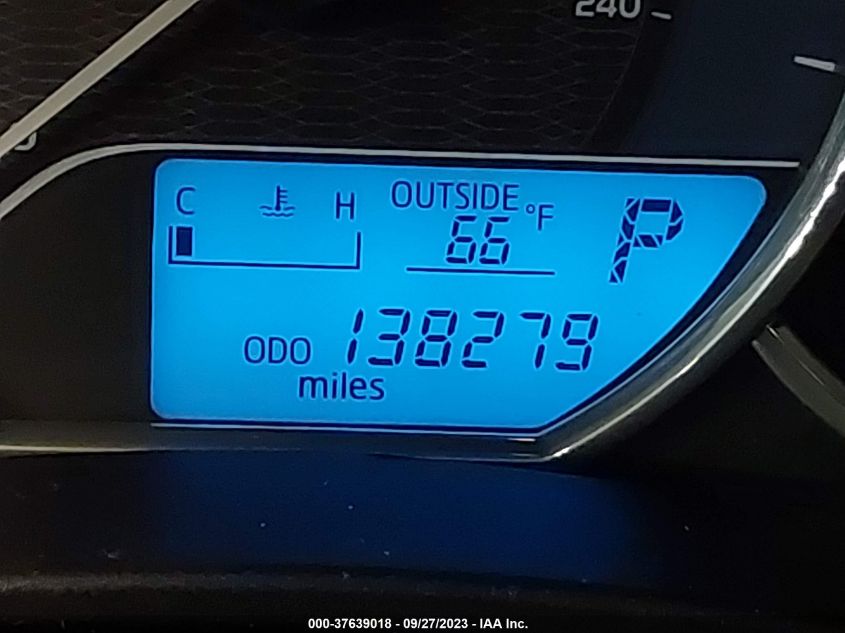 240
C H OUTSIDE °F
66
P
ODO 138279
miles
000-37639018 - 09/27/2023 - IAA Inc.